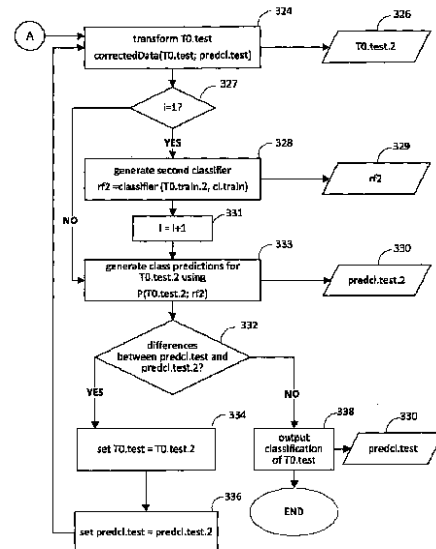 A
324
transform T0.test
correctedData(T0.test; predcl.test)
326
T0.test.2
327
i=1?
YES
NO
328
generate second classifier
rf2 =classifier (T0.train.2, cl.train)
329
rf2
331
i = i+1
333
generate class predictions for
T0.test.2 using
P(T0.test.2; rf2)
330
predcl.test.2
332
differences
between predcl.test and
predcl.test.2?
YES
NO
334
set T0.test = T0.test.2
338
output
classification
of T0.test
330
predcl.test
END
336
set predcl.test = predcl.test.2